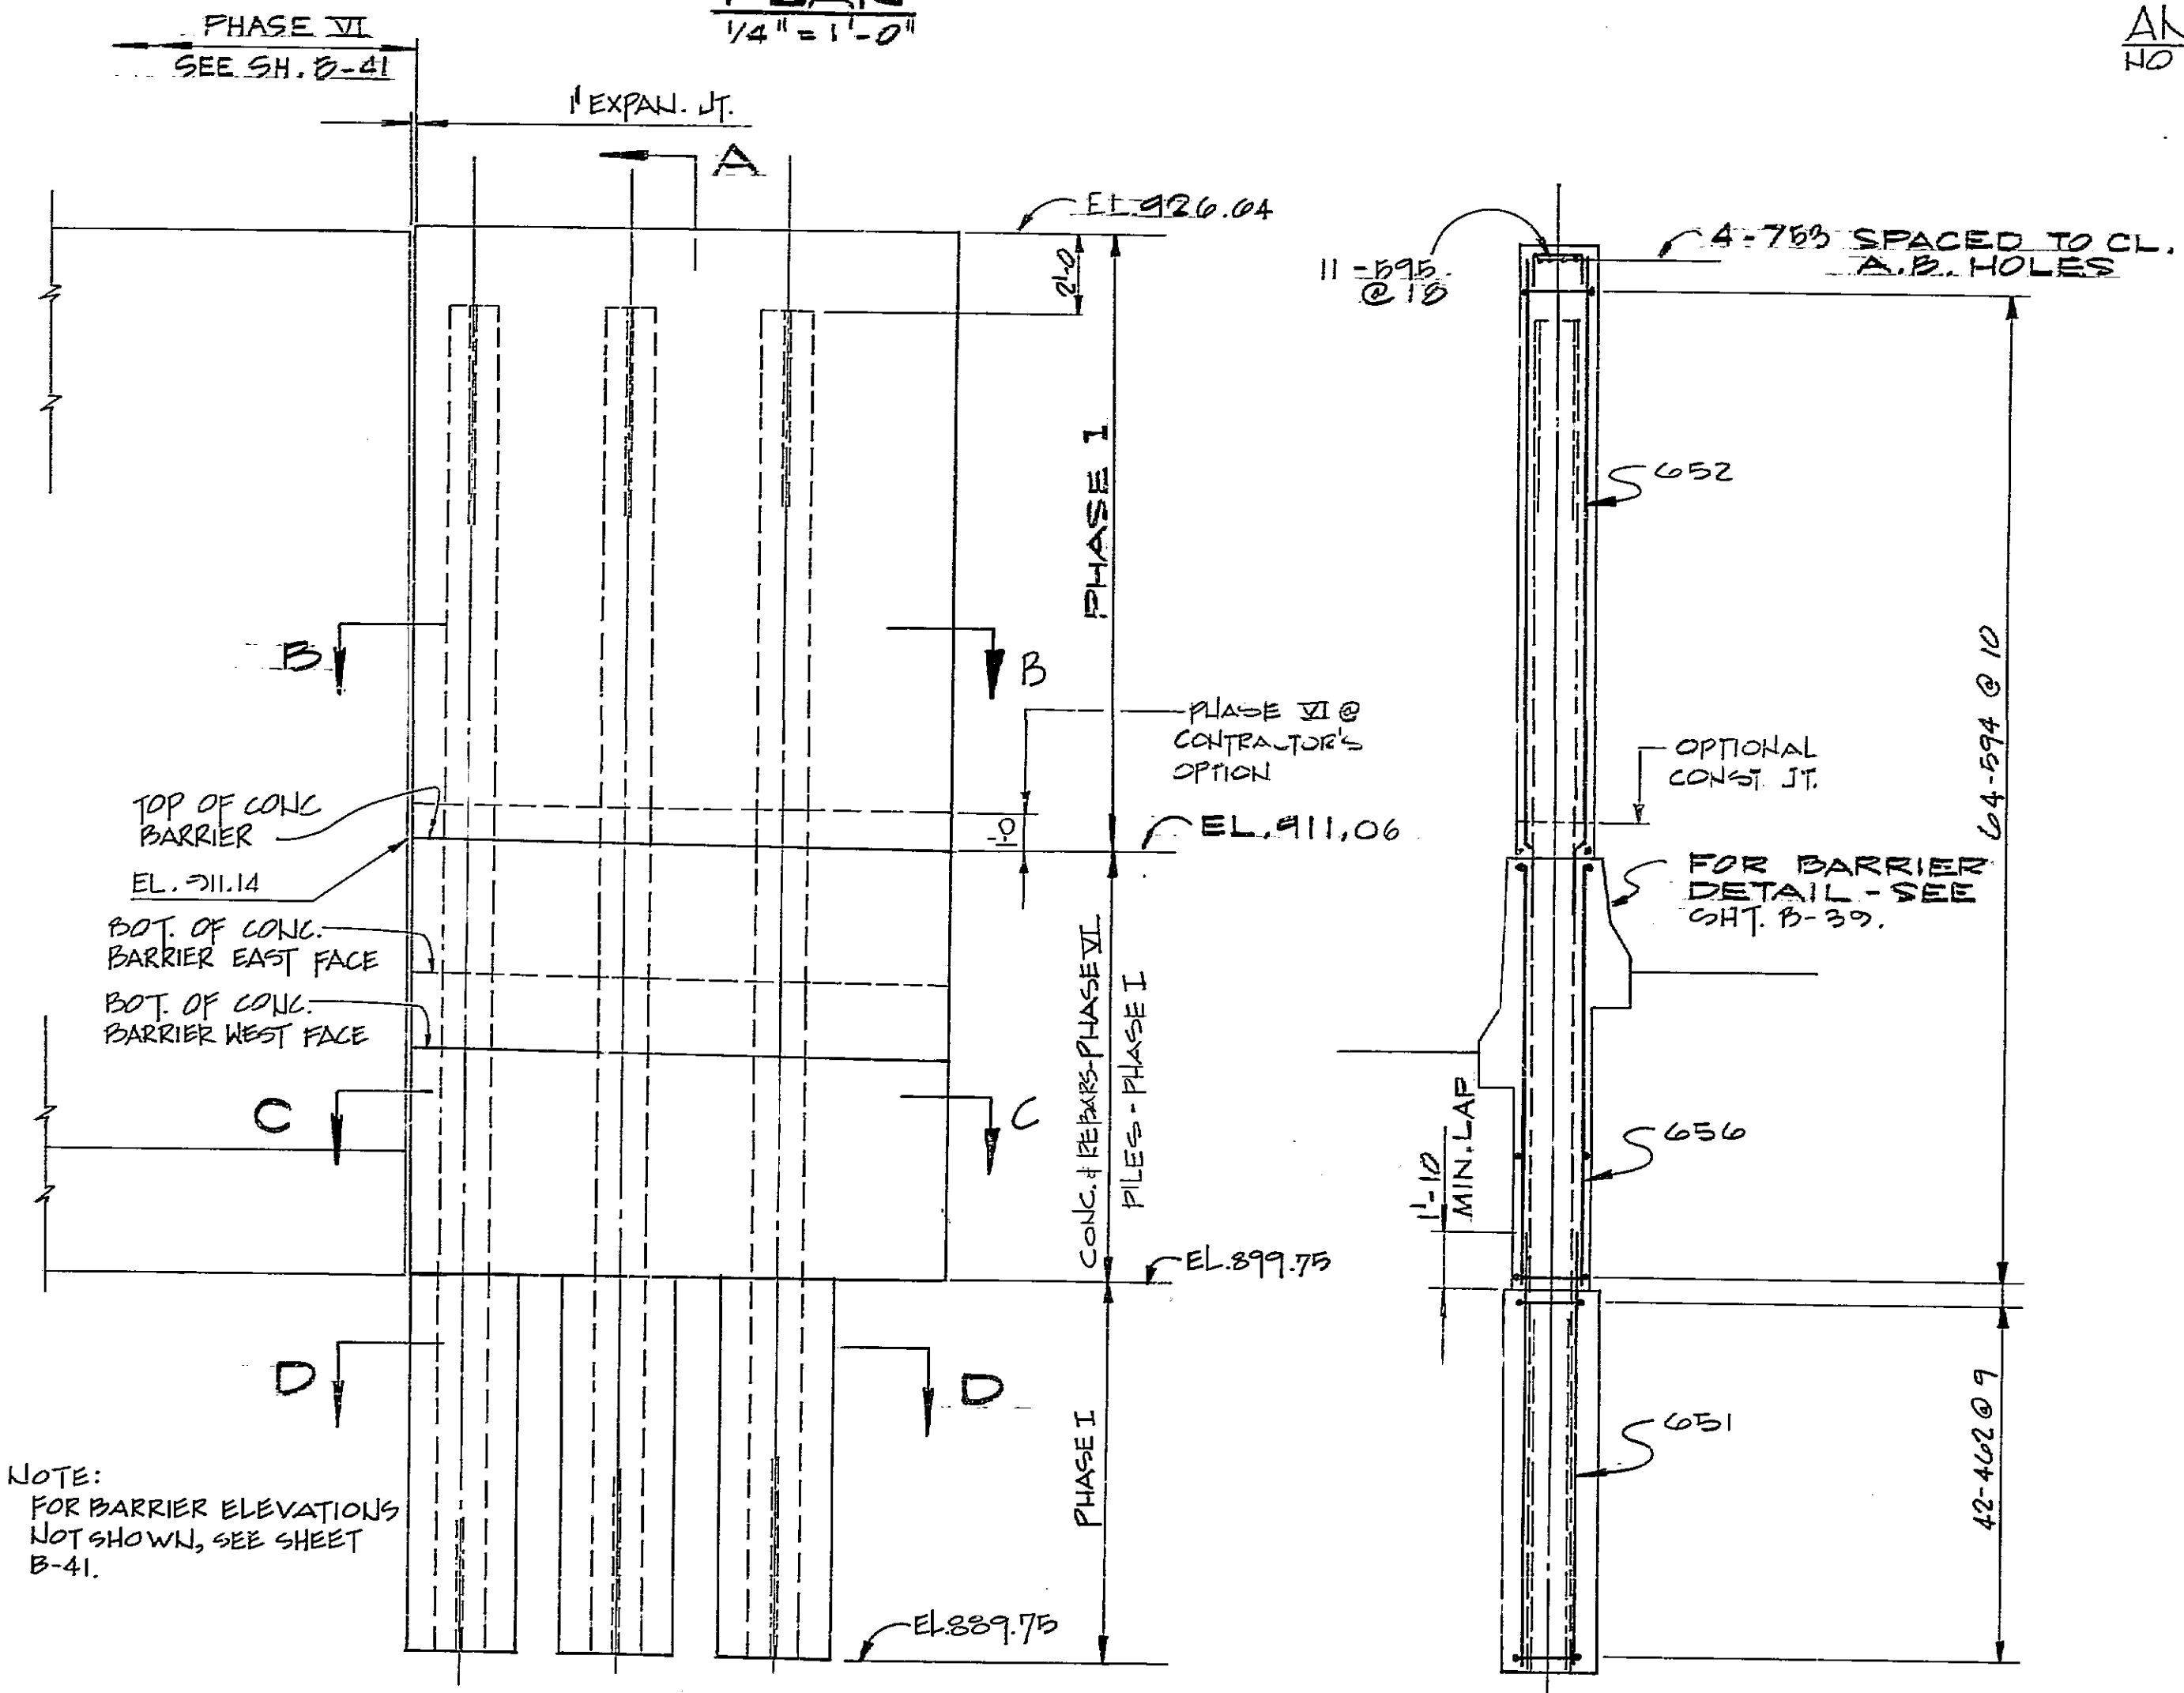 1/4" = 1'-0"
AN
NO
PHASE VI
SEE SH. B-41
1" EXPAN. JT.
A
EL. 926.64
2'-0
PHASE 1
B
B
PHASE VI @
CONTRACTOR'S
OPTION
TOP OF CONC
BARRIER
EL. 911.06
EL. 911.14
BOT. OF CONC.
BARRIER EAST FACE
BOT. OF CONC.
BARRIER WEST FACE
CONC. & REBARS-PHASE VI
PILES - PHASE I
C
C
EL. 899.75
D
D
PHASE I
EL. 889.75
NOTE:
FOR BARRIER ELEVATIONS
NOT SHOWN, SEE SHEET
B-41.
11-595
@ 18
4-753 SPACED TO CL.
A.B. HOLES
652
64-594 @ 10
OPTIONAL
CONST. JT.
FOR BARRIER
DETAIL - SEE
SHT. B-39.
1'-10
MIN. LAP
656
651
42-462 @ 9